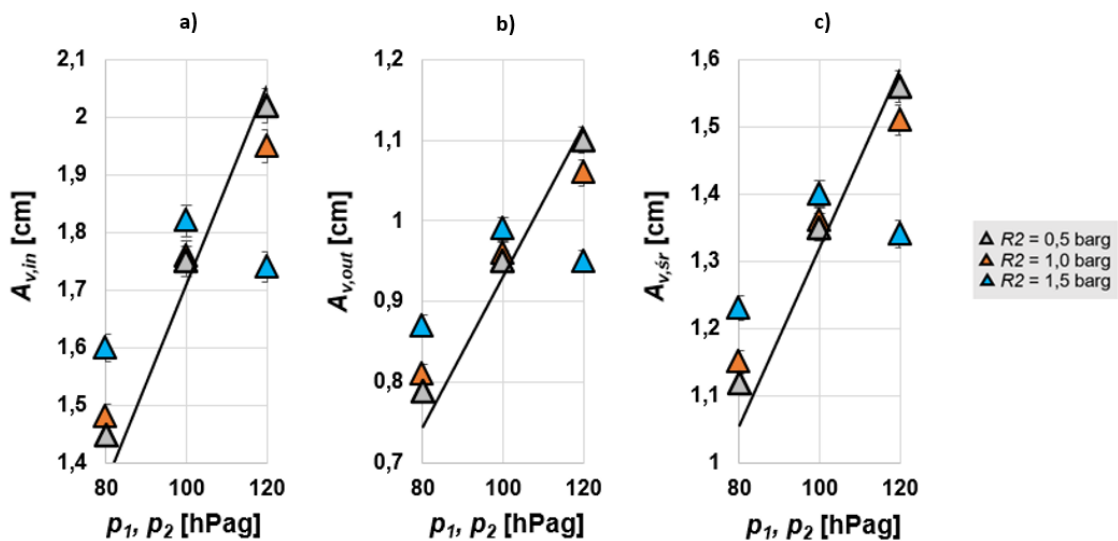 a)
2,1
2
1,9
1,8
1,7
1,6
1,5
1,4
A_v,in [cm]
80 100 120
p_1, p_2 [hPag]
b)
1,2
1,1
1
0,9
0,8
0,7
A_v,out [cm]
80 100 120
p_1, p_2 [hPag]
c)
1,6
1,5
1,4
1,3
1,2
1,1
1
A_v,śr [cm]
80 100 120
p_1, p_2 [hPag]
R2 = 0,5 barg
R2 = 1,0 barg
R2 = 1,5 barg